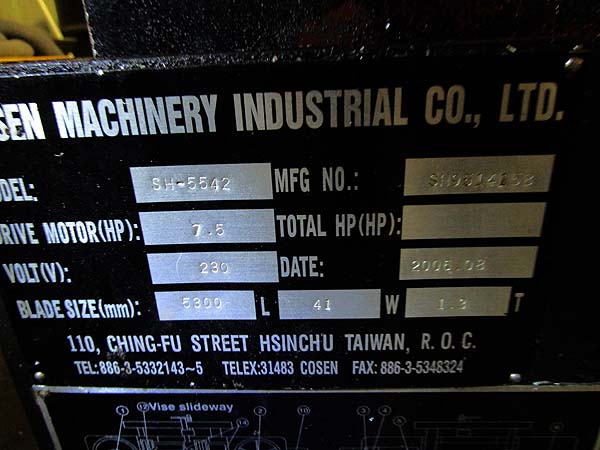 SEN MACHINERY INDUSTRIAL CO., LTD.
DEL: SH-5542 MFG NO.:
DRIVE MOTOR(HP): 7.5 TOTAL HP(HP):
VOLT(V): 230 DATE: 2006.08
BLADE SIZE(mm): 5300 L 41 W 1.3 T
110, CHING-FU STREET HSINCHU TAIWAN, R.O.C.
TEL:886-3-5332143~5 TELEX:31483 COSEN FAX:886-3-5348324
Vise slideway